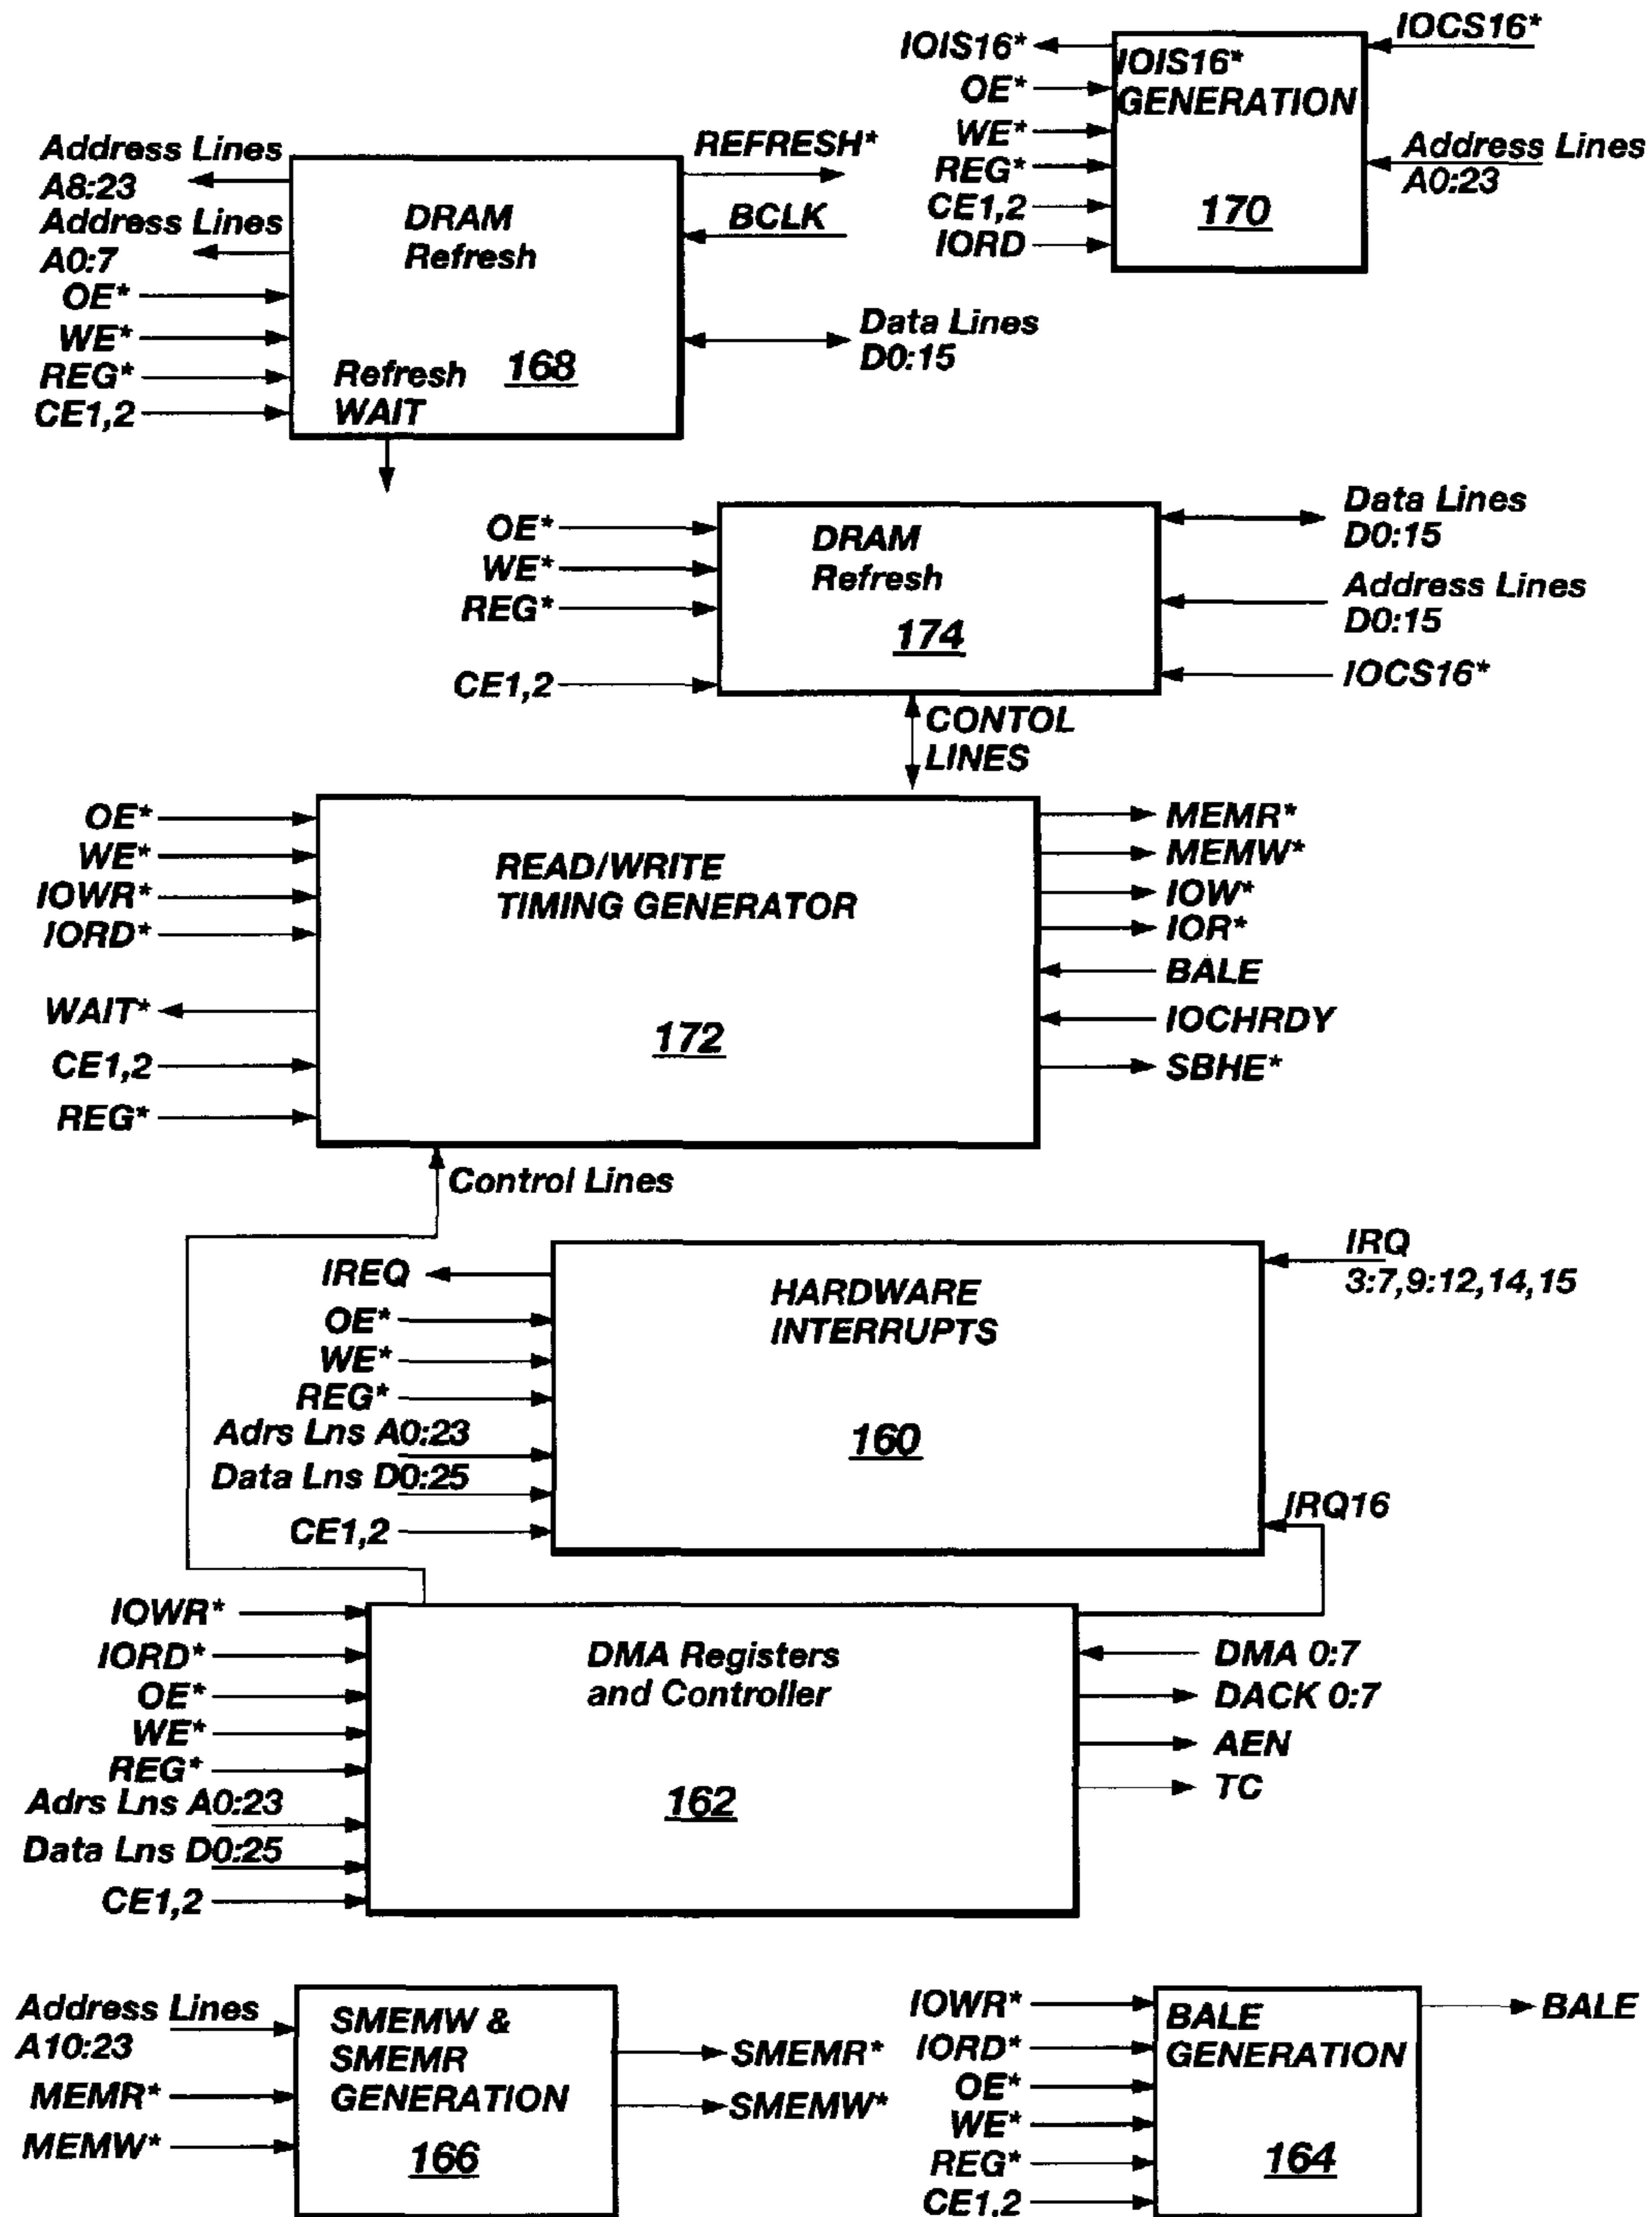 IOIS16*
OE*
WE*
REG*
CE1,2
IORD
IOIS16*
GENERATION
170
IOCS16*
Address Lines
A0:23
Address Lines
A8:23
Address Lines
A0:7
OE*
WE*
REG*
CE1,2
DRAM
Refresh
168
Refresh
WAIT
REFRESH*
BCLK
Data Lines
D0:15
OE*
WE*
REG*
CE1,2
DRAM
Refresh
174
Data Lines
D0:15
Address Lines
D0:15
IOCS16*
CONTOL
LINES
OE*
WE*
IOWR*
IORD*
WAIT*
CE1,2
REG*
READ/WRITE
TIMING GENERATOR
172
MEMR*
MEMW*
IOW*
IOR*
BALE
IOCHRDY
SBHE*
Control Lines
IREQ
OE*
WE*
REG*
Adrs Lns A0:23
Data Lns D0:25
CE1,2
HARDWARE
INTERRUPTS
160
IRQ
3:7,9:12,14,15
IRQ16
IOWR*
IORD*
OE*
WE*
REG*
Adrs Lns A0:23
Data Lns D0:25
CE1,2
DMA Registers
and Controller
162
DMA 0:7
DACK 0:7
AEN
TC
Address Lines
A10:23
MEMR*
MEMW*
SMEMW &
SMEMR
GENERATION
166
SMEMR*
SMEMW*
IOWR*
IORD*
OE*
WE*
REG*
CE1.2
BALE
GENERATION
164
BALE